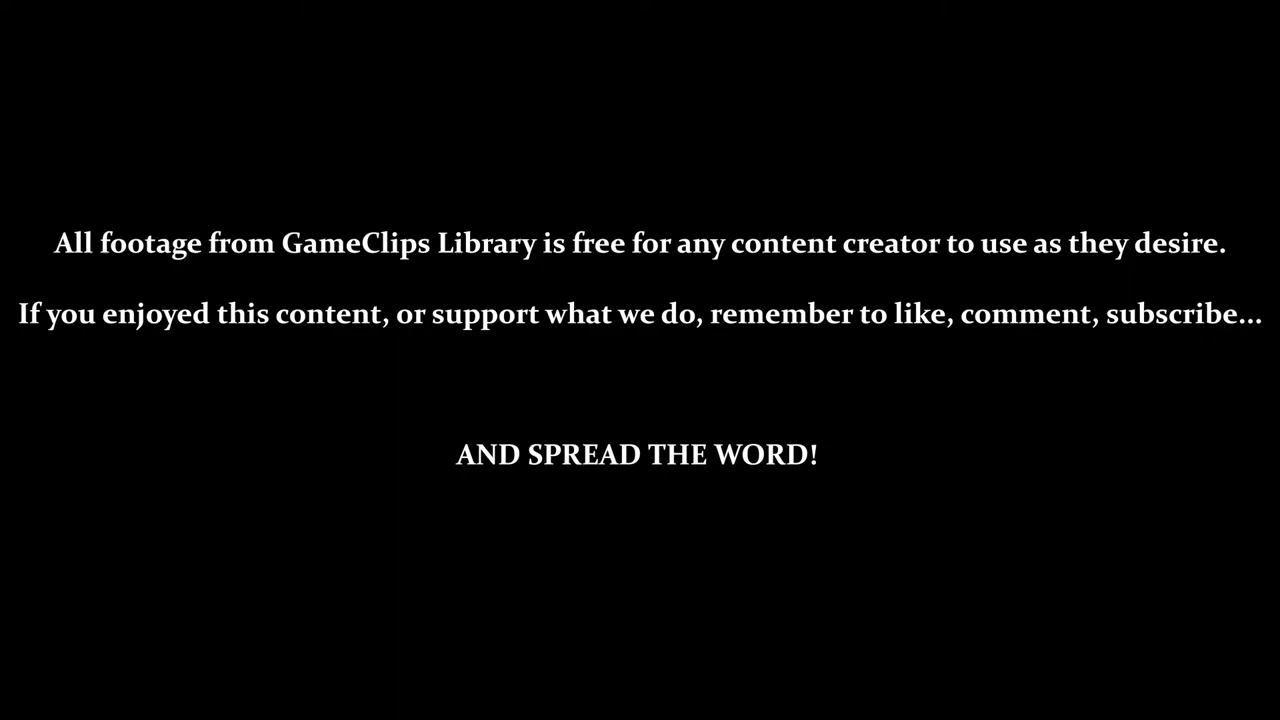 All footage from GameClips Library is free for any content creator to use as they desire.
If you enjoyed this content, or support what we do, remember to like, comment, subscribe...
AND SPREAD THE WORD!